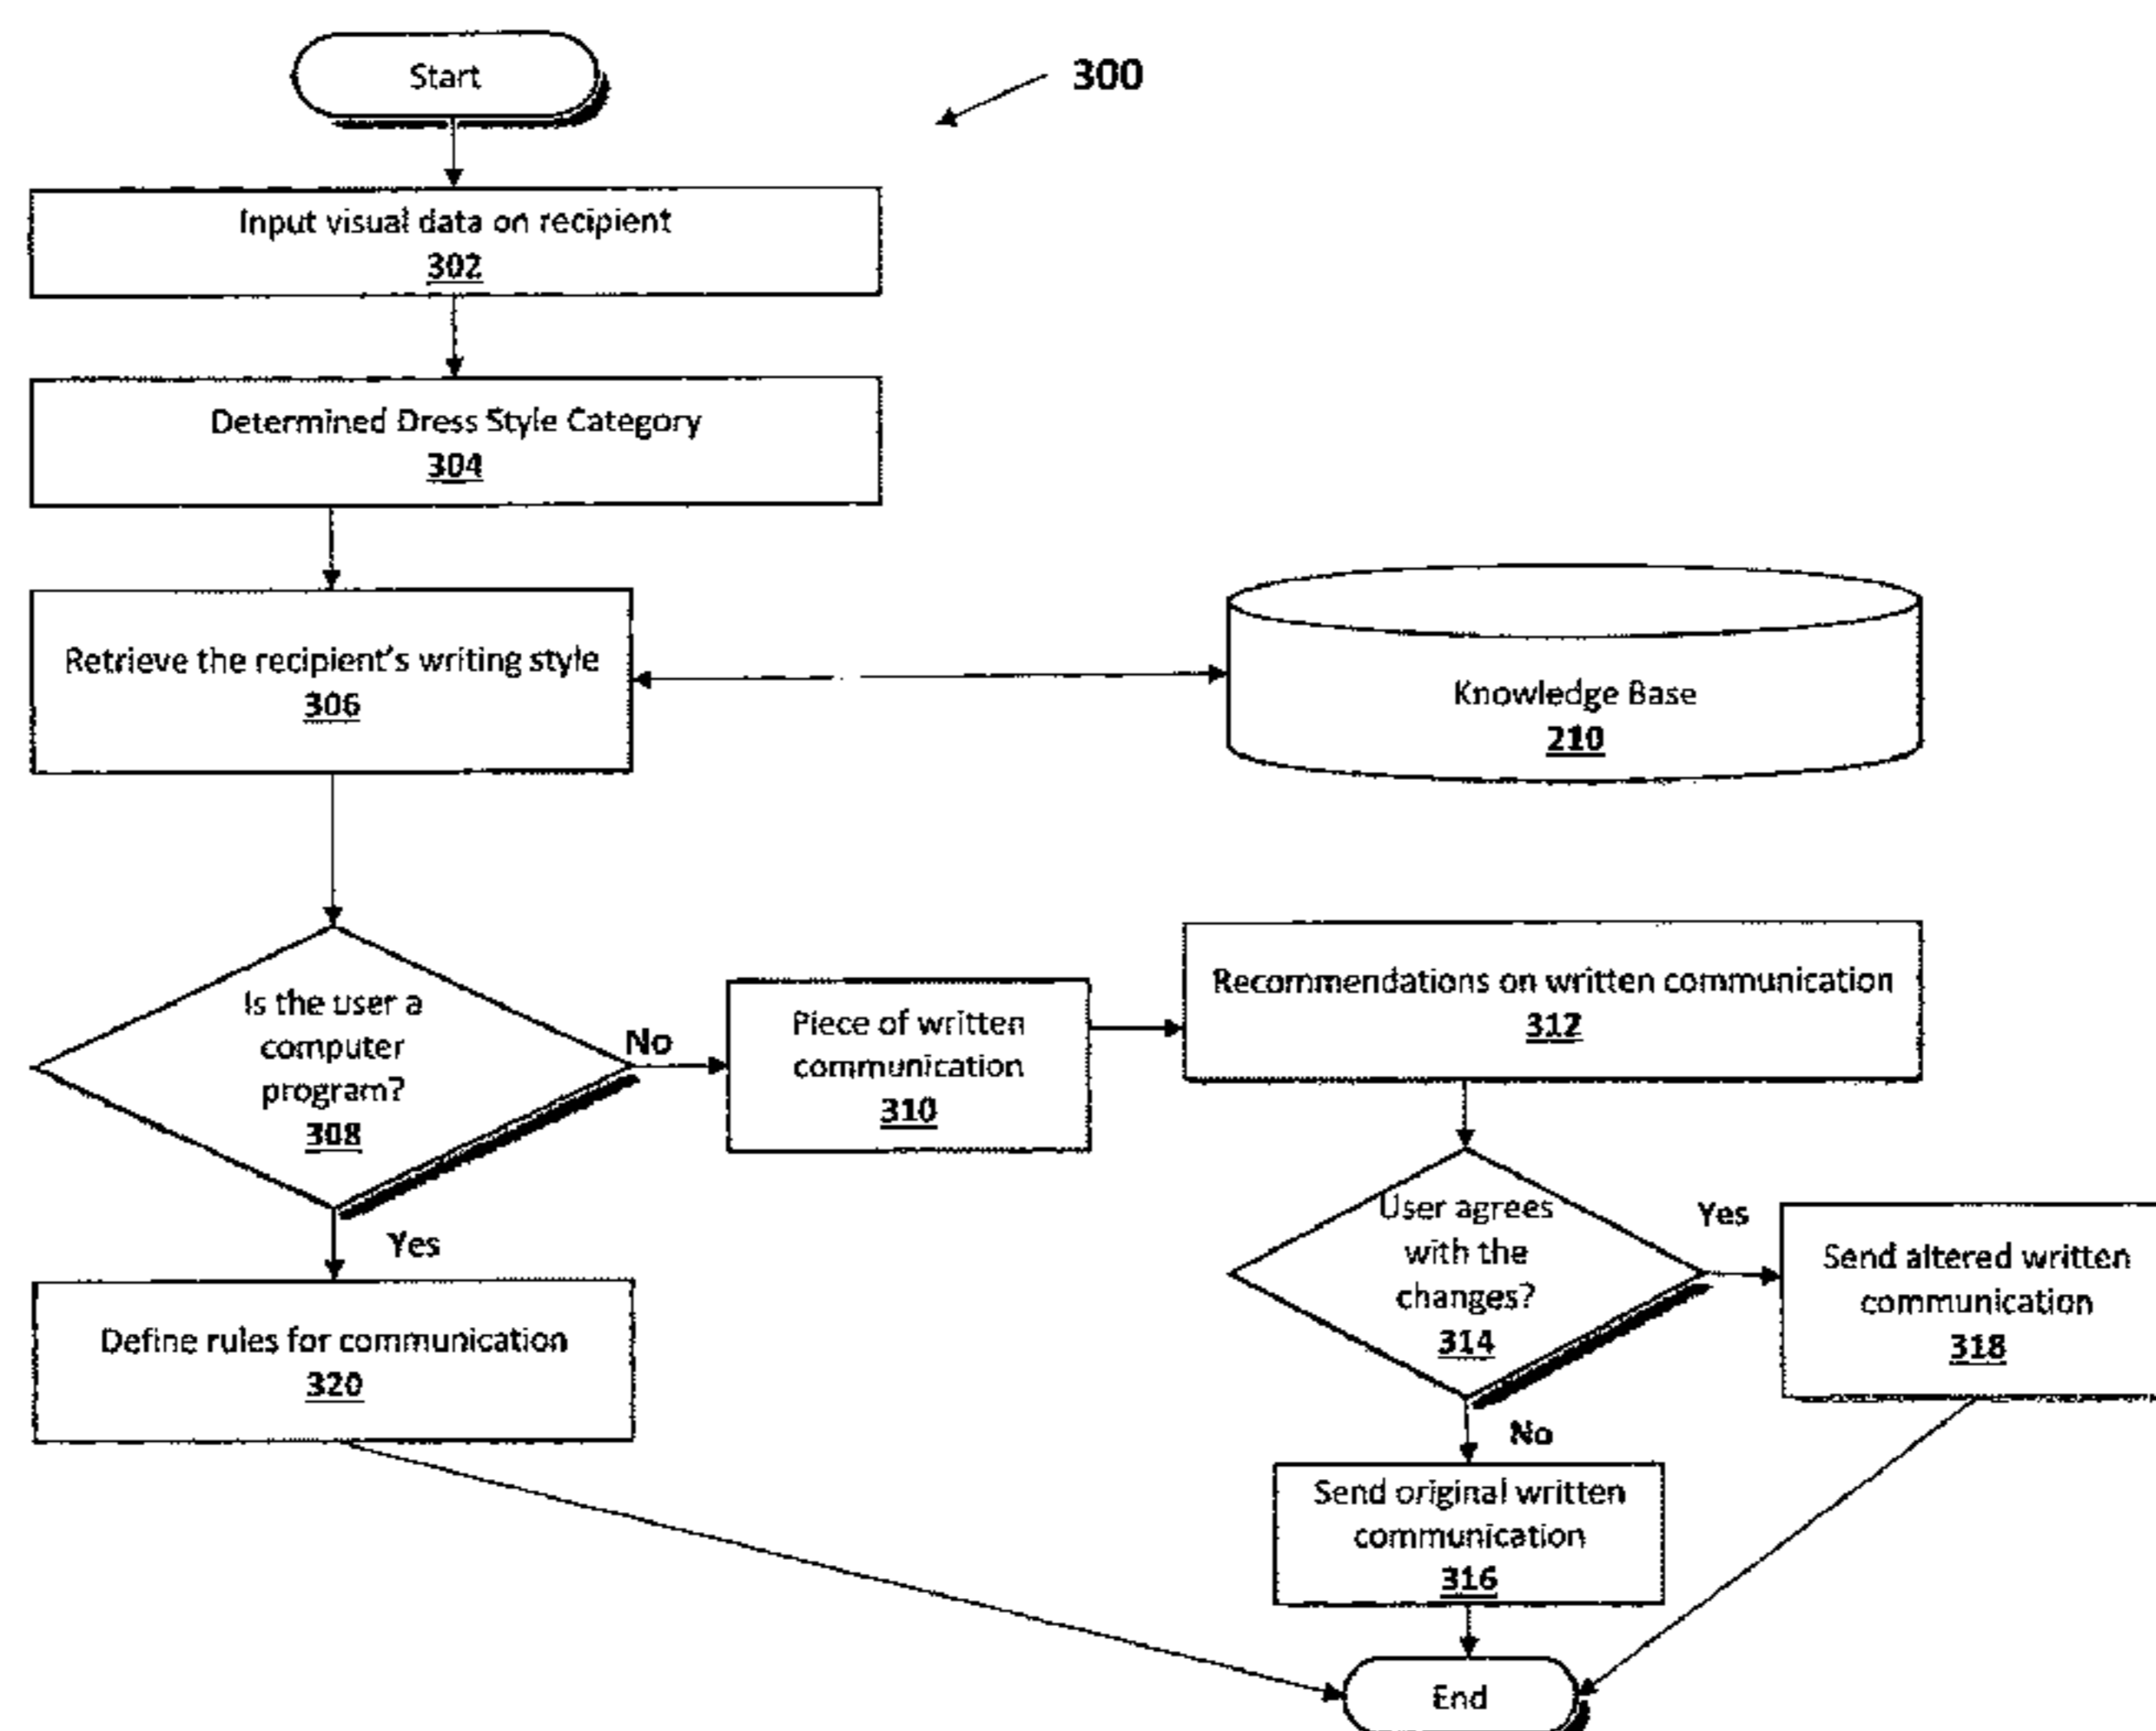 Start
300
Input visual data on recipient
302
Determined Dress Style Category
304
Retrieve the recipient's writing style
306
Knowledge Base
210
Is the user a
computer
program?
308
No
Piece of written
communication
310
Recommendations on written communication
312
User agrees
with the
changes?
314
Yes
Send altered written
communication
318
Yes
Define rules for communication
320
No
Send original written
communication
316
End